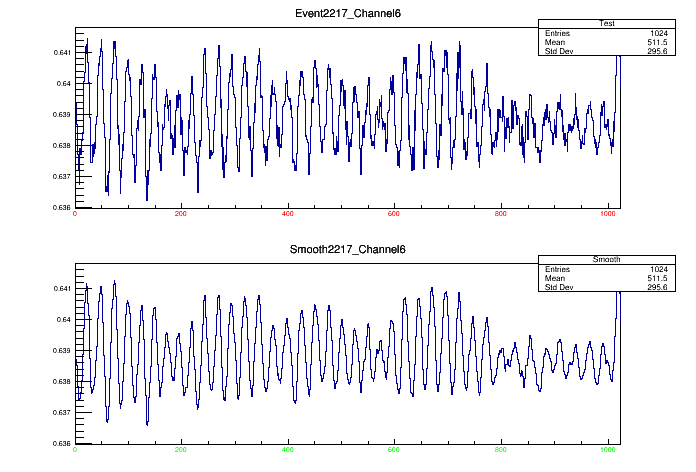 Event2217_Channel6
Test
Entries 1024
Mean 511.5
Std Dev 295.6
0.641
0.64
0.639
0.638
0.637
0.636
0 200 400 600 800 1000
Smooth2217_Channel6
Smooth
Entries 1024
Mean 511.5
Std Dev 295.6
0.641
0.64
0.639
0.638
0.637
0.636
0 200 400 600 800 1000